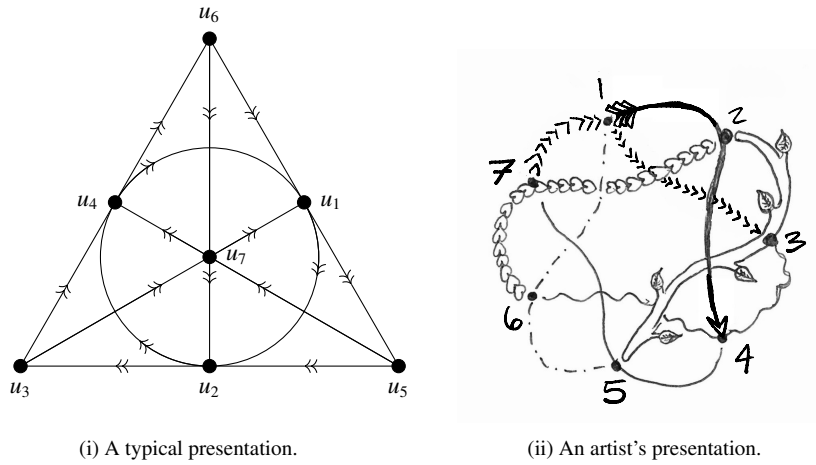 u6
u4
u1
u7
u3
u2
u5
1
2
7
3
6
4
5
(i) A typical presentation.
(ii) An artist's presentation.